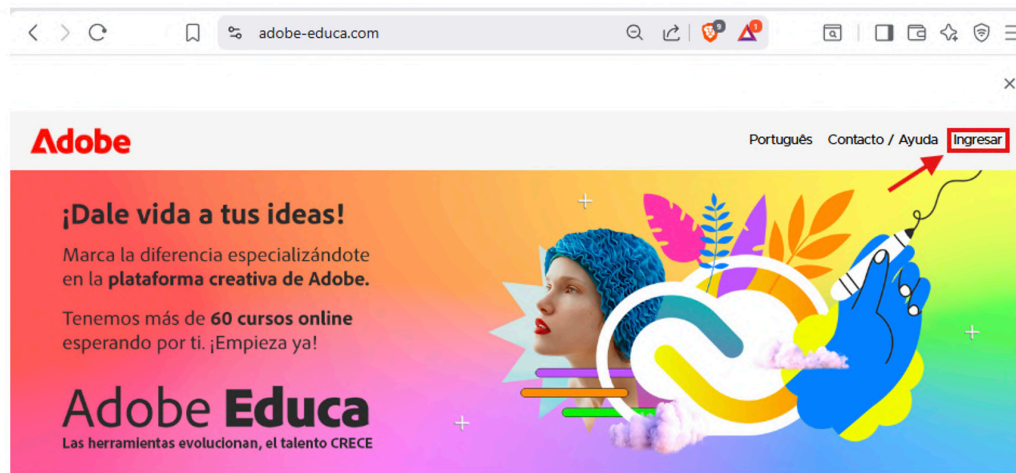 adobe-educa.com
9
1
Adobe
Português Contacto / Ayuda Ingresar
¡Dale vida a tus ideas!
Marca la diferencia especializándote
en la plataforma creativa de Adobe.
Tenemos más de 60 cursos online
esperando por ti. ¡Empieza ya!
Adobe Educa
Las herramientas evolucionan, el talento CRECE